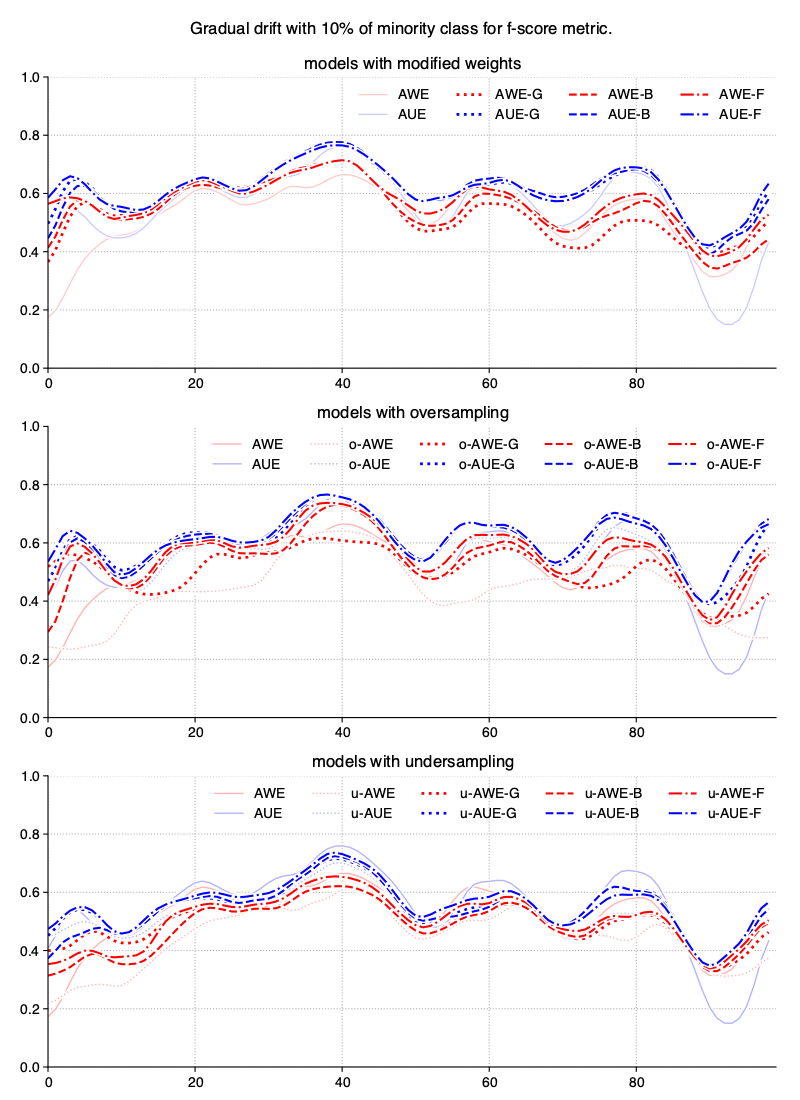 Gradual drift with 10% of minority class for f-score metric.
models with modified weights
AWE AWE-G AWE-B AWE-F
AUE AUE-G AUE-B AUE-F
1.0
0.8
0.6
0.4
0.2
0.0
0 20 40 60 80
models with oversampling
AWE o-AWE o-AWE-G o-AWE-B o-AWE-F
AUE o-AUE o-AUE-G o-AUE-B o-AUE-F
1.0
0.8
0.6
0.4
0.2
0.0
0 20 40 60 80
models with undersampling
AWE u-AWE u-AWE-G u-AWE-B u-AWE-F
AUE u-AUE u-AUE-G u-AUE-B u-AUE-F
1.0
0.8
0.6
0.4
0.2
0.0
0 20 40 60 80